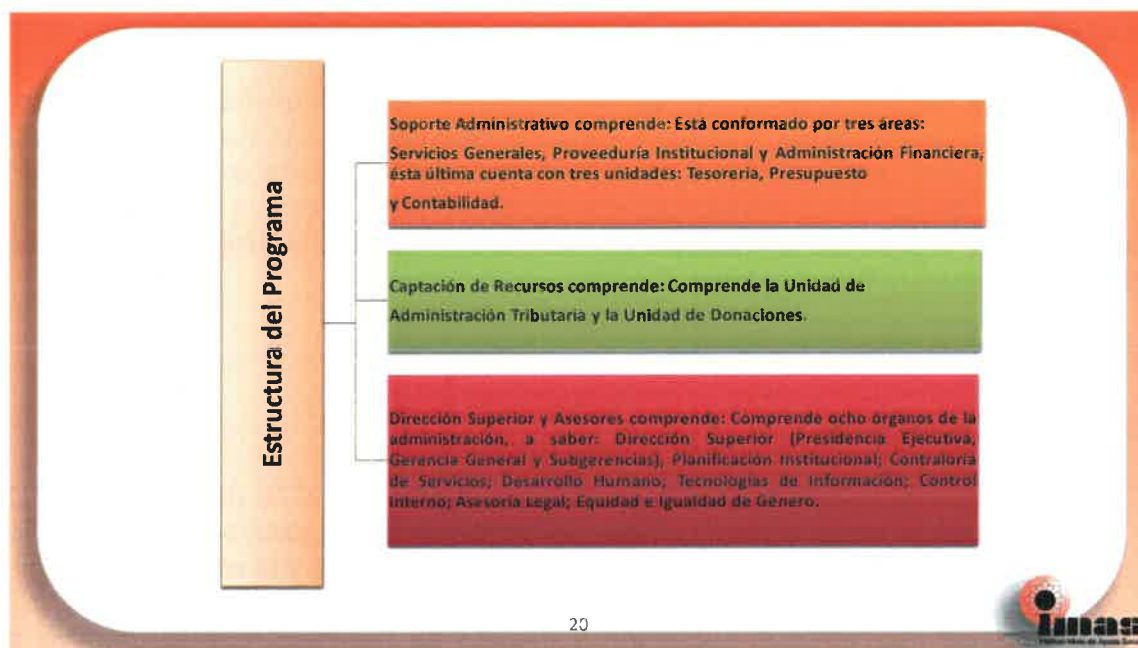 Estructura del Programa
Soporte Administrativo comprende: Está conformado por tres áreas:
Servicios Generales, Proveeduría Institucional y Administración Financiera,
ésta última cuenta con tres unidades: Tesorería, Presupuesto
y Contabilidad.
Captación de Recursos comprende: Comprende la Unidad de
Administración Tributaria y la Unidad de Donaciones.
Dirección Superior y Asesores comprende: Comprende ocho órganos de la
administración, a saber: Dirección Superior (Presidencia Ejecutiva,
Gerencia General y Subgerencias), Planificación Institucional; Contraloría
de Servicios; Desarrollo Humano; Tecnologías de Información; Control
Interno; Asesoría Legal; Equidad e Igualdad de Género.
20
imas